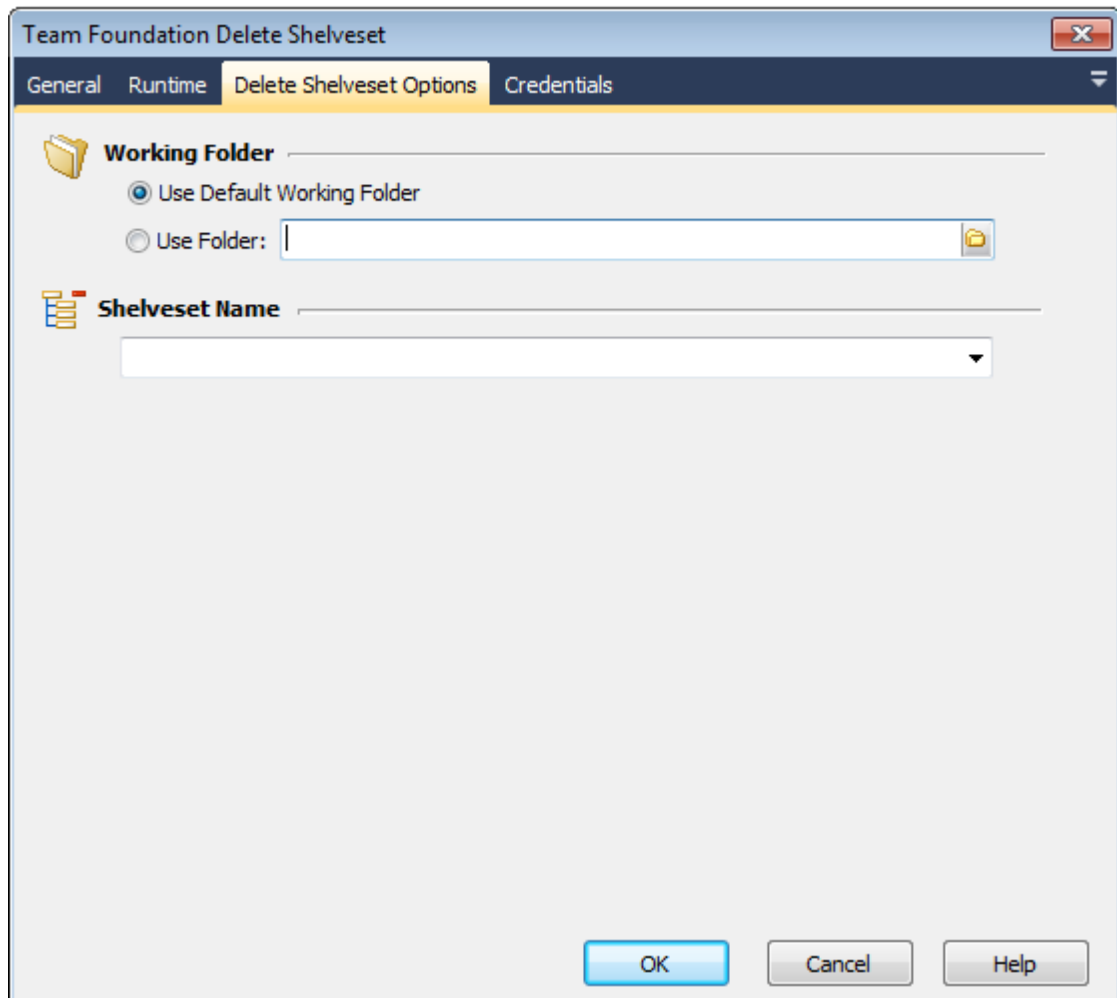 Team Foundation Delete Shelveset
General Runtime Delete Shelveset Options Credentials
Working Folder
Use Default Working Folder
Use Folder:
Shelveset Name
OK Cancel Help